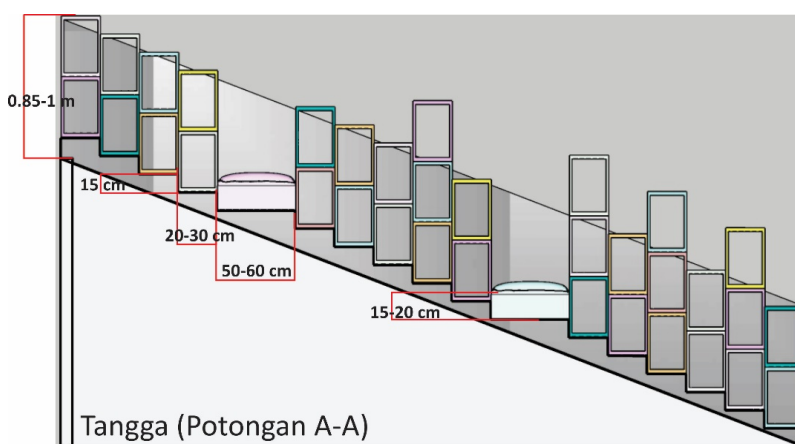 0.85-1 m
15 cm
20-30 cm
50-60 cm
15-20 cm
Tangga (Potongan A-A)